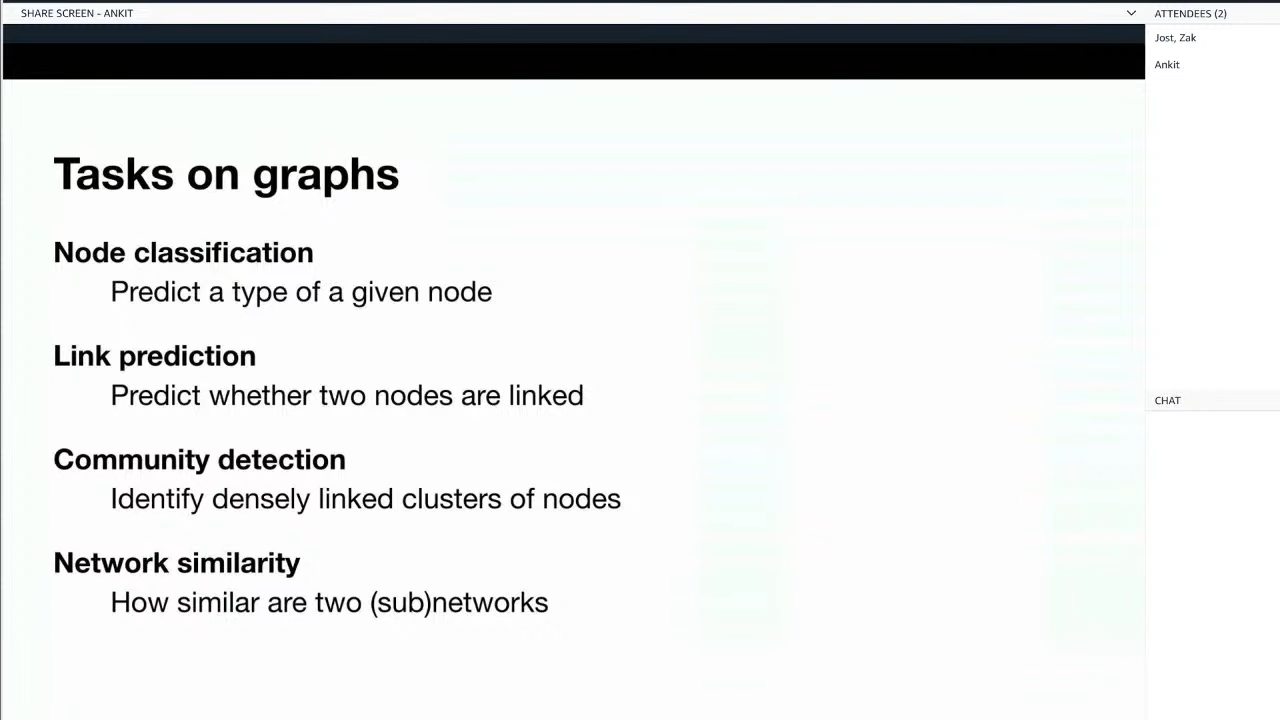 SHARE SCREEN - ANKIT
ATTENDEES (2)
Jost, Zak
Ankit
Tasks on graphs
Node classification
Predict a type of a given node
Link prediction
Predict whether two nodes are linked
CHAT
Community detection
Identify densely linked clusters of nodes
Network similarity
How similar are two (sub)networks